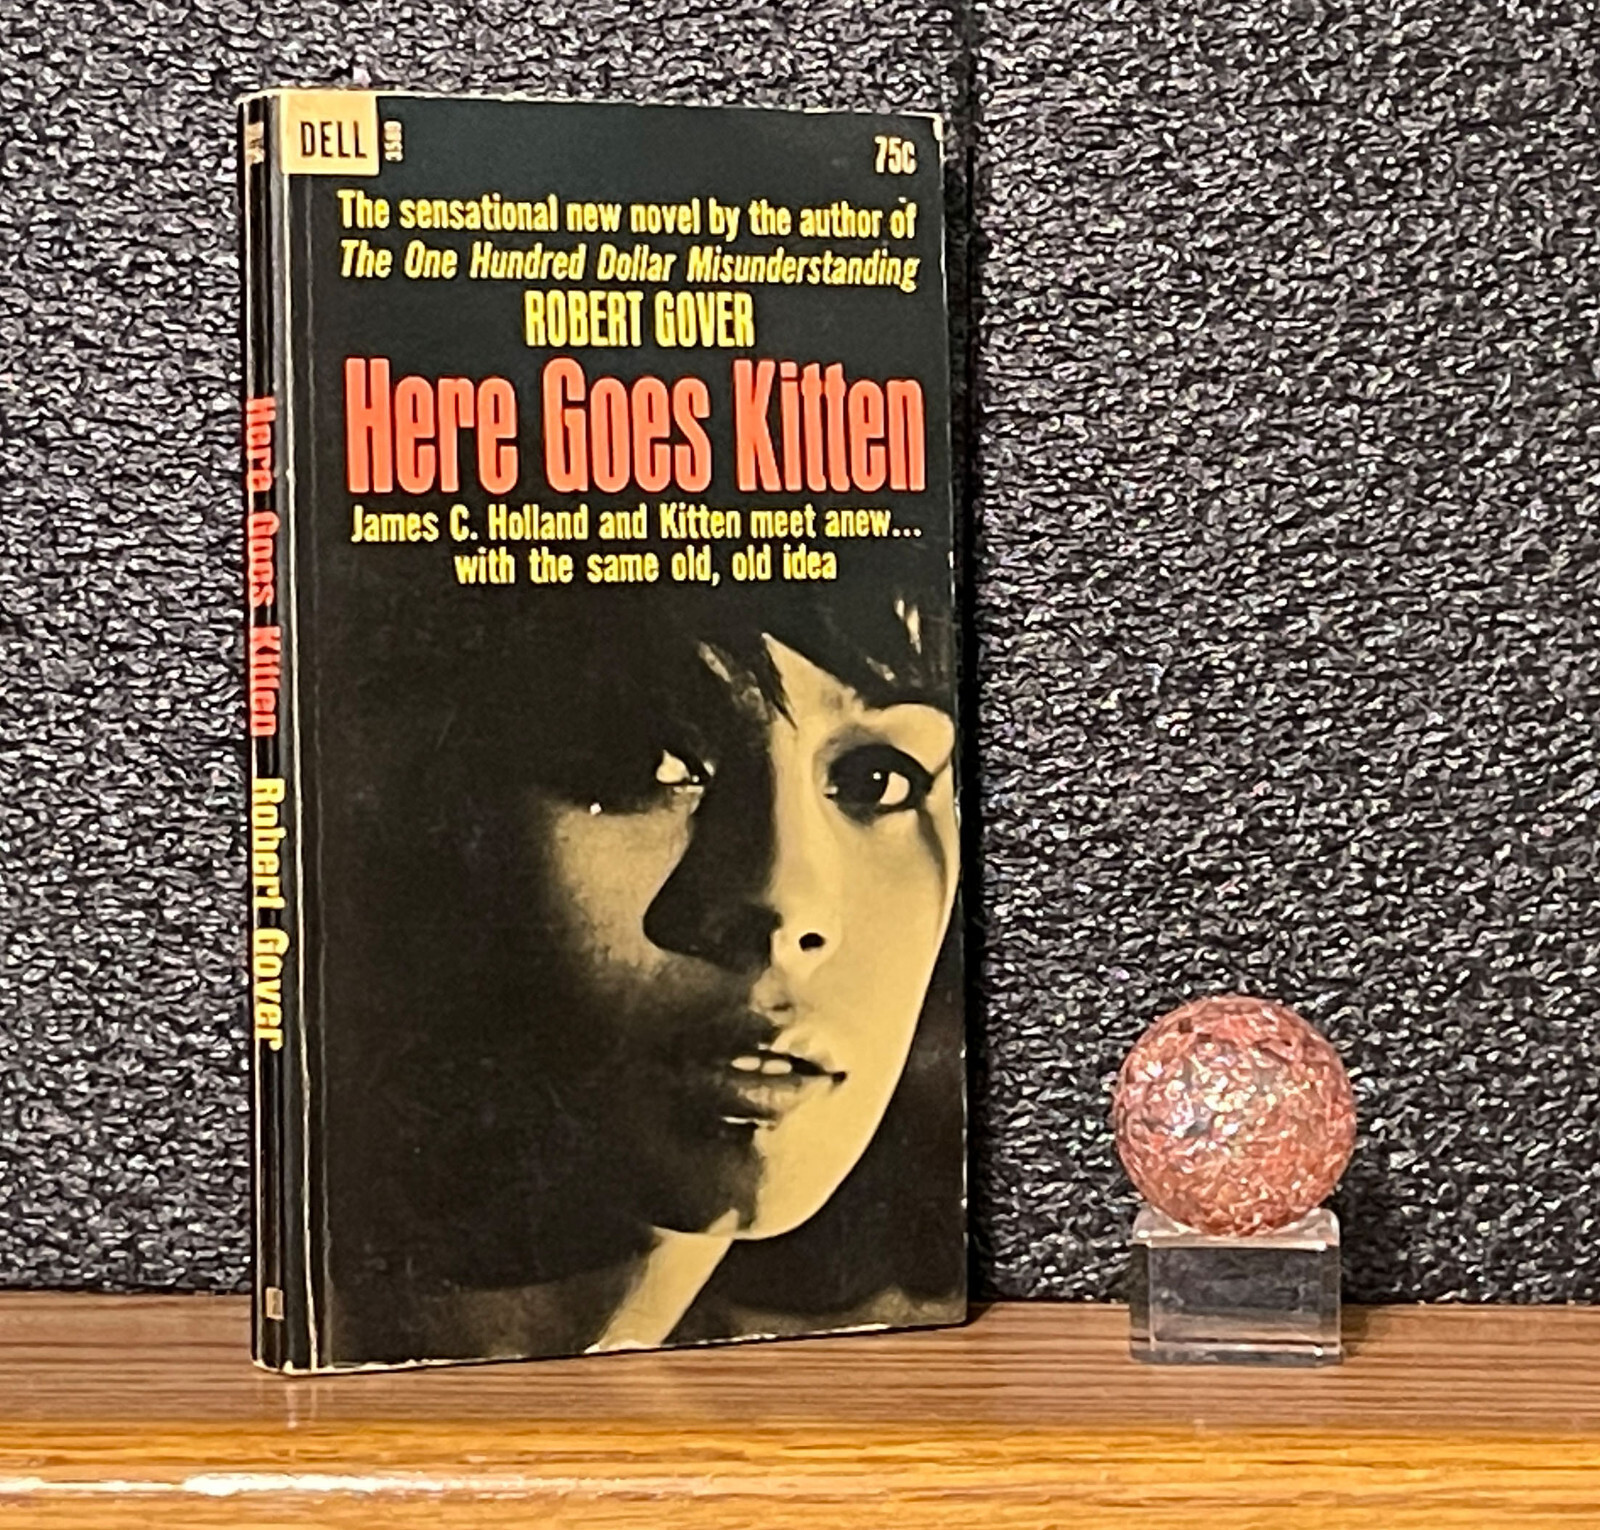 DELL
3589
75C
The sensational new novel by the author of
The One Hundred Dollar Misunderstanding
ROBERT GOVER
Here Goes Kitten
James C. Holland and Kitten meet anew...
with the same old, old idea
Here Goes Kitten Robert Gover